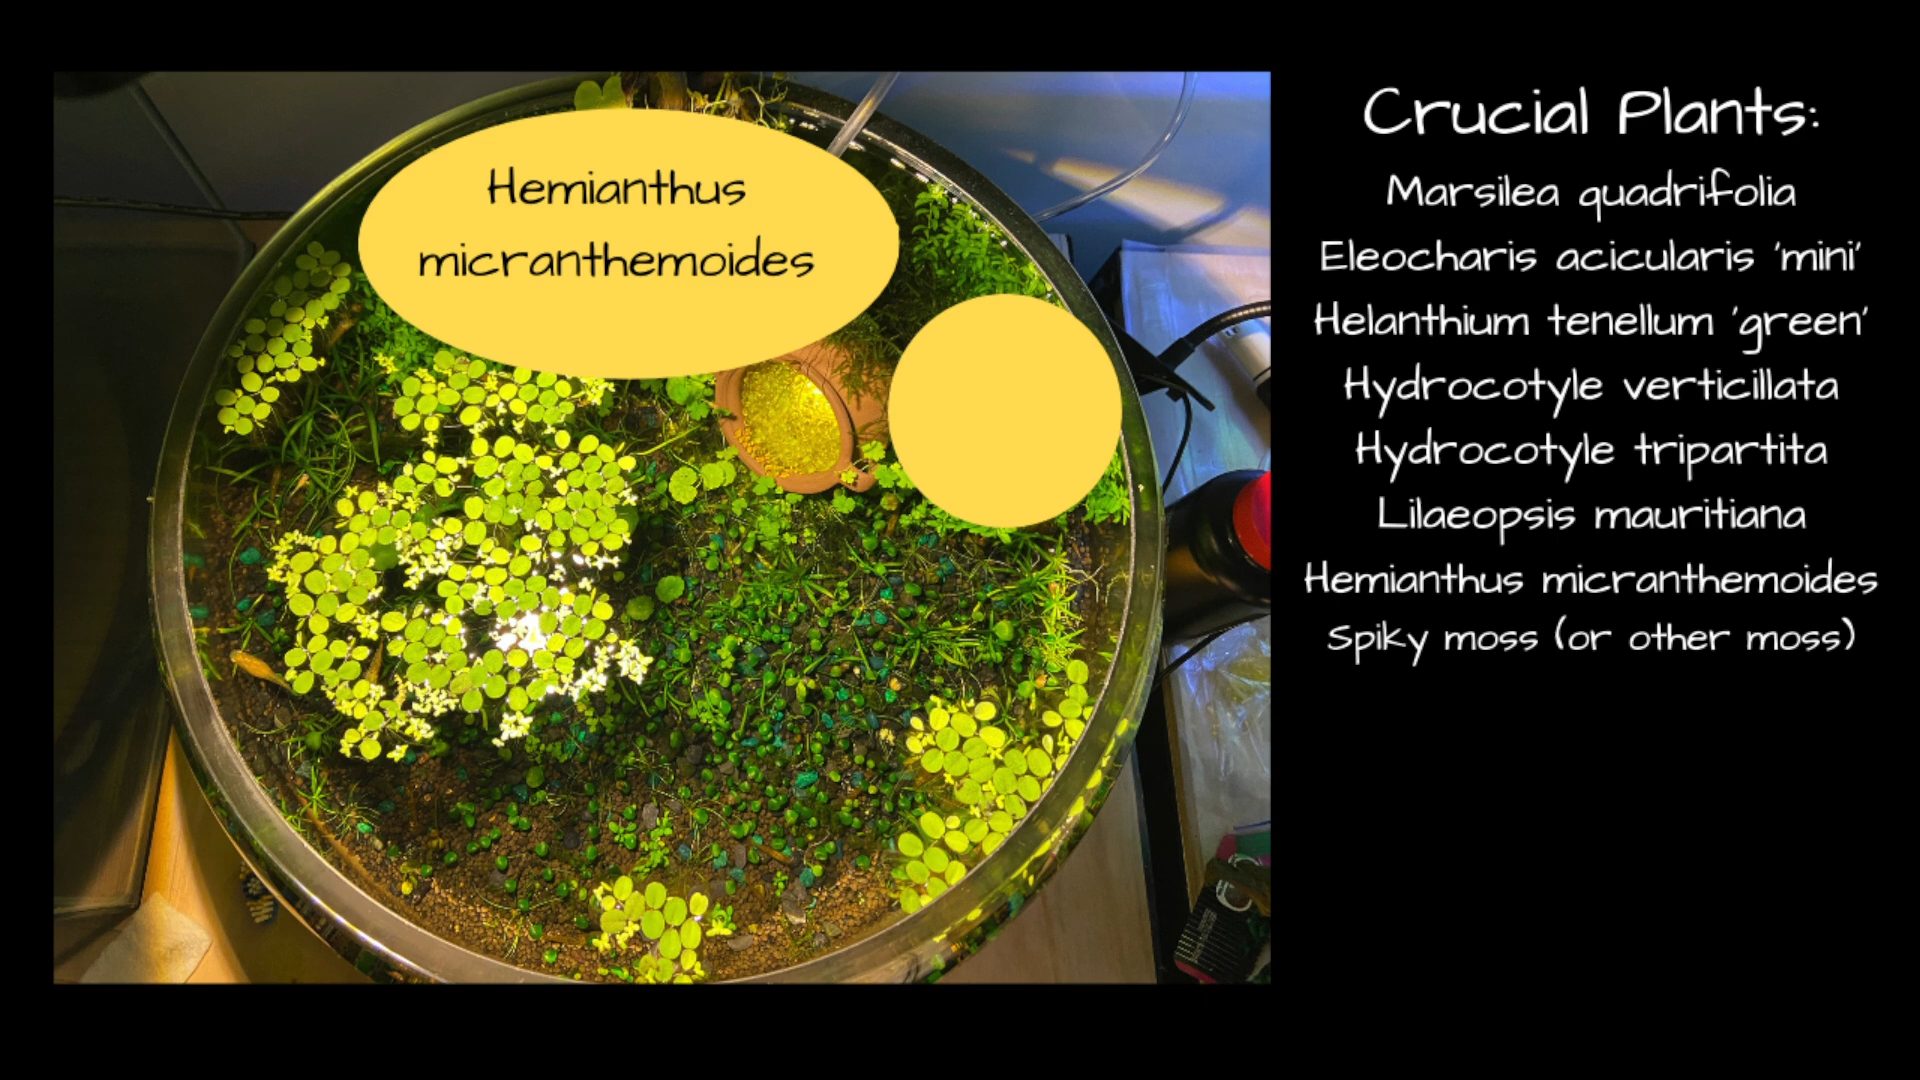 Hemianthus
micranthemoides
Crucial Plants:
Marsilea quadrifolia
Eleocharis acicularis 'mini'
Helanthium tenellum 'green'
Hydrocotyle verticillata
Hydrocotyle tripartita
Lilaeopsis mauritiana
Hemianthus micranthemoides
Spiky moss (or other moss)